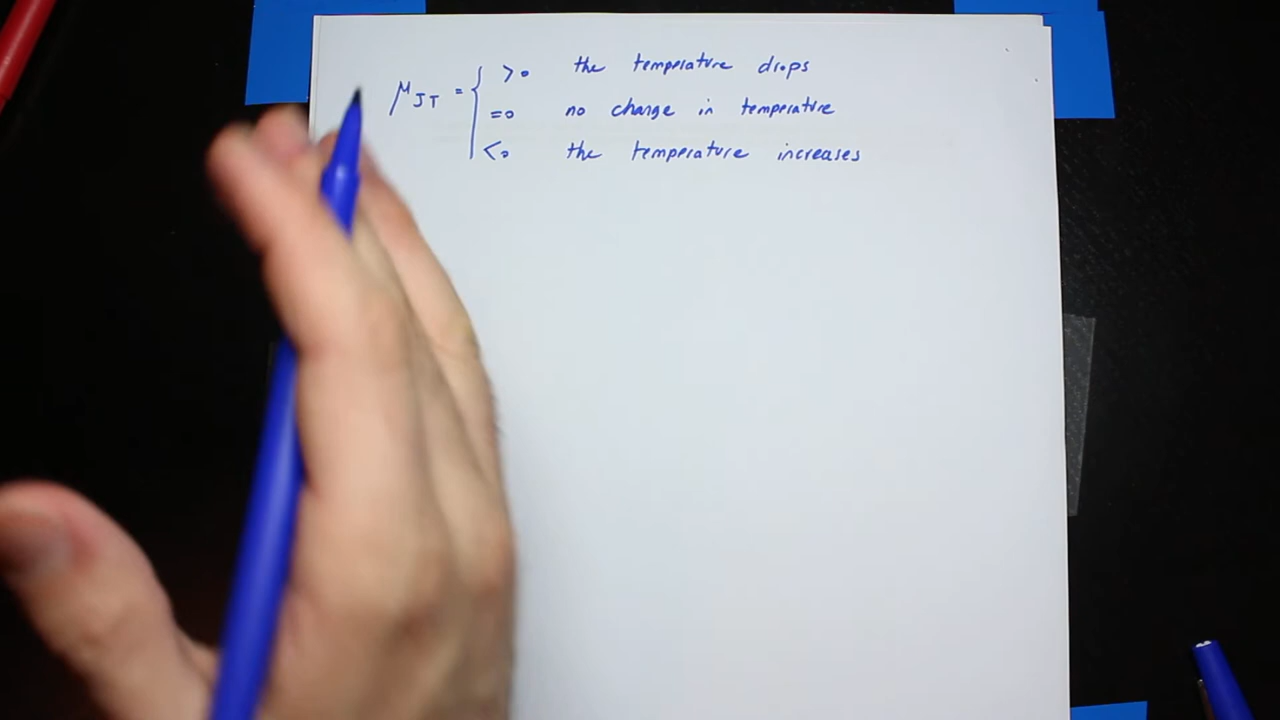 μJT = { >0 the temperature drops
=0 no change in temperature
<0 the temperature increases